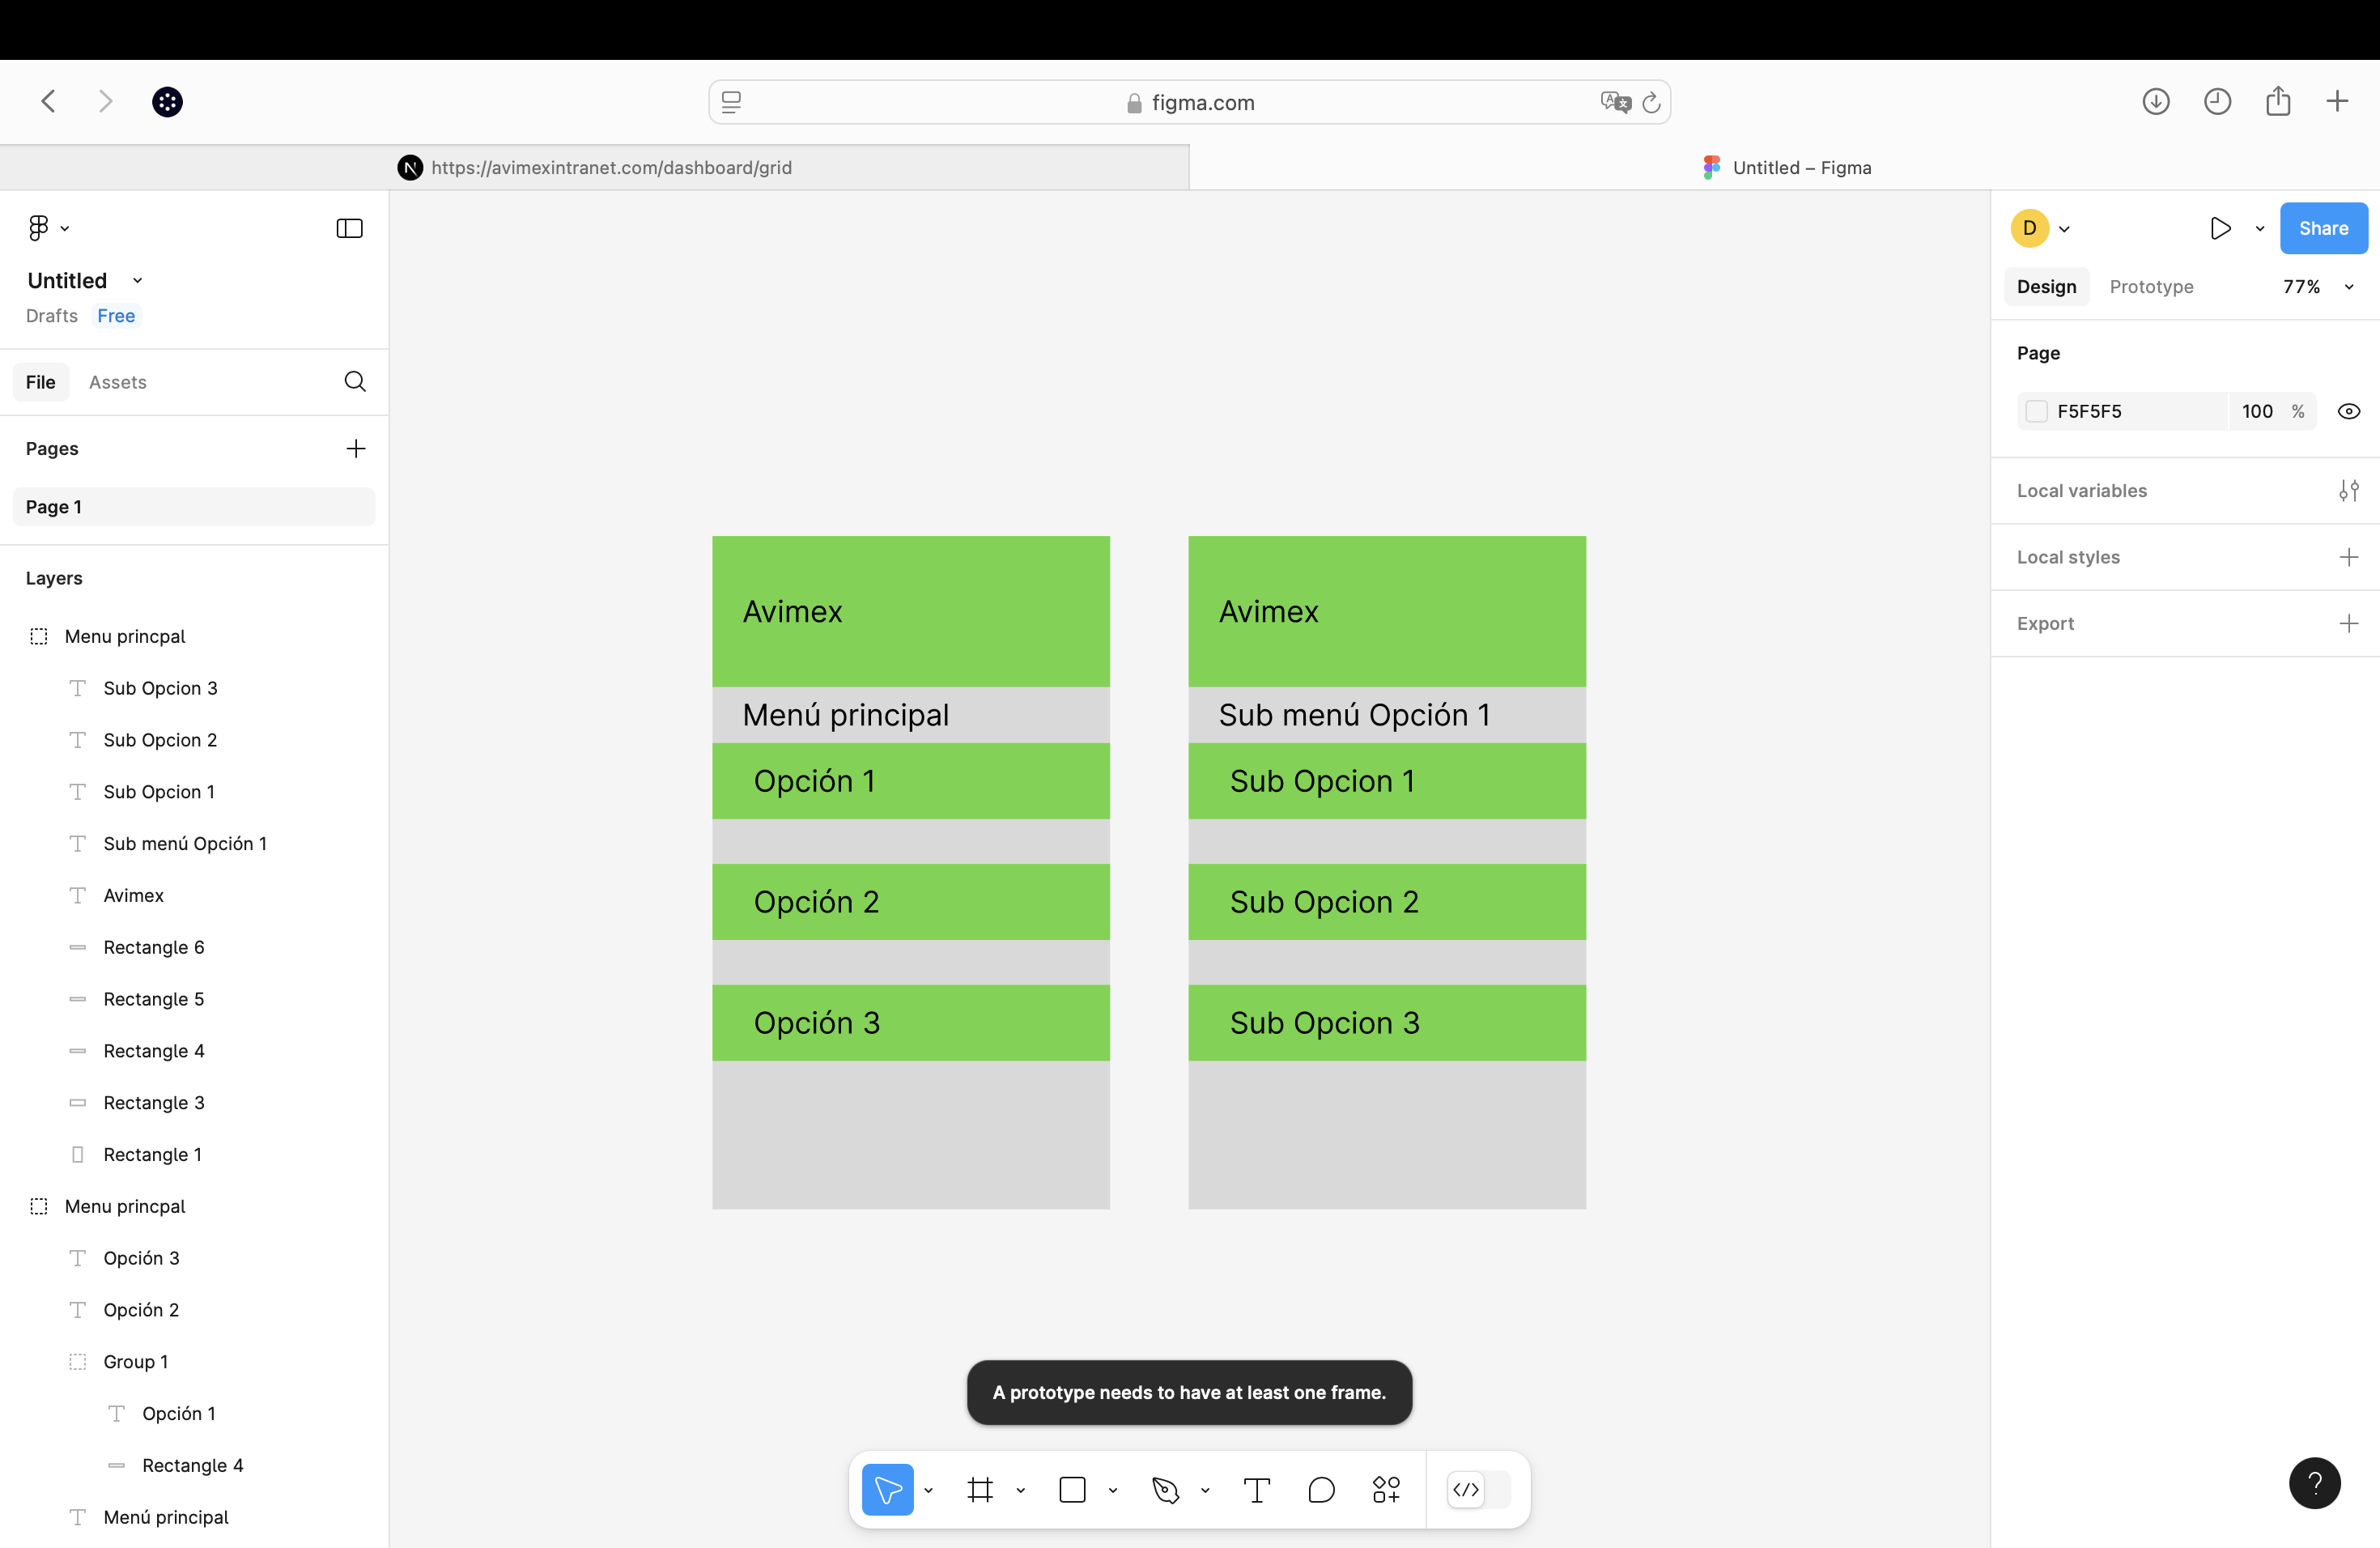 figma.com
https://avimexintranet.com/dashboard/grid
Untitled – Figma
Untitled
Drafts Free
File Assets
Pages
Page 1
Layers
Menu princpal
Sub Opcion 3
Sub Opcion 2
Sub Opcion 1
Sub menú Opción 1
Avimex
Rectangle 6
Rectangle 5
Rectangle 4
Rectangle 3
Rectangle 1
Menu princpal
Opción 3
Opción 2
Group 1
Opción 1
Rectangle 4
Menú principal
Avimex
Menú principal
Opción 1
Opción 2
Opción 3
Avimex
Sub menú Opción 1
Sub Opcion 1
Sub Opcion 2
Sub Opcion 3
A prototype needs to have at least one frame.
D
Share
Design Prototype 77%
Page
F5F5F5 100 %
Local variables
Local styles
Export
?